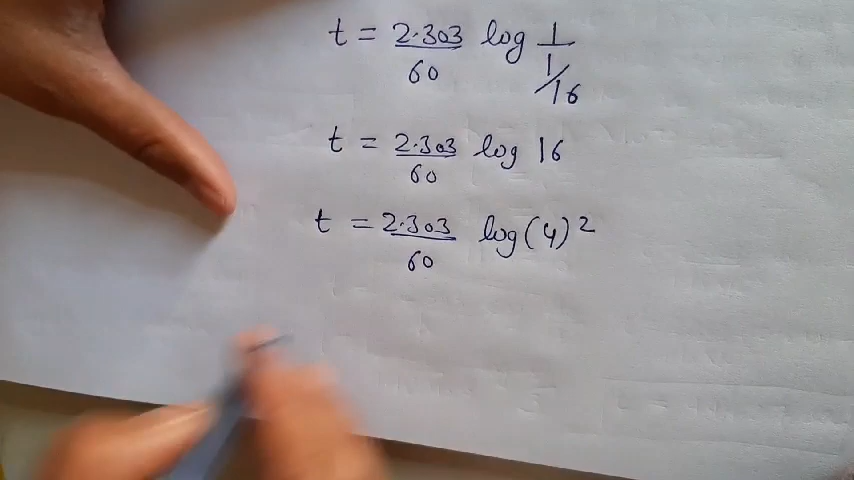 t = 2.303/60 log 1/1/16
t = 2.303/60 log 16
t = 2.303/60 log(4)²